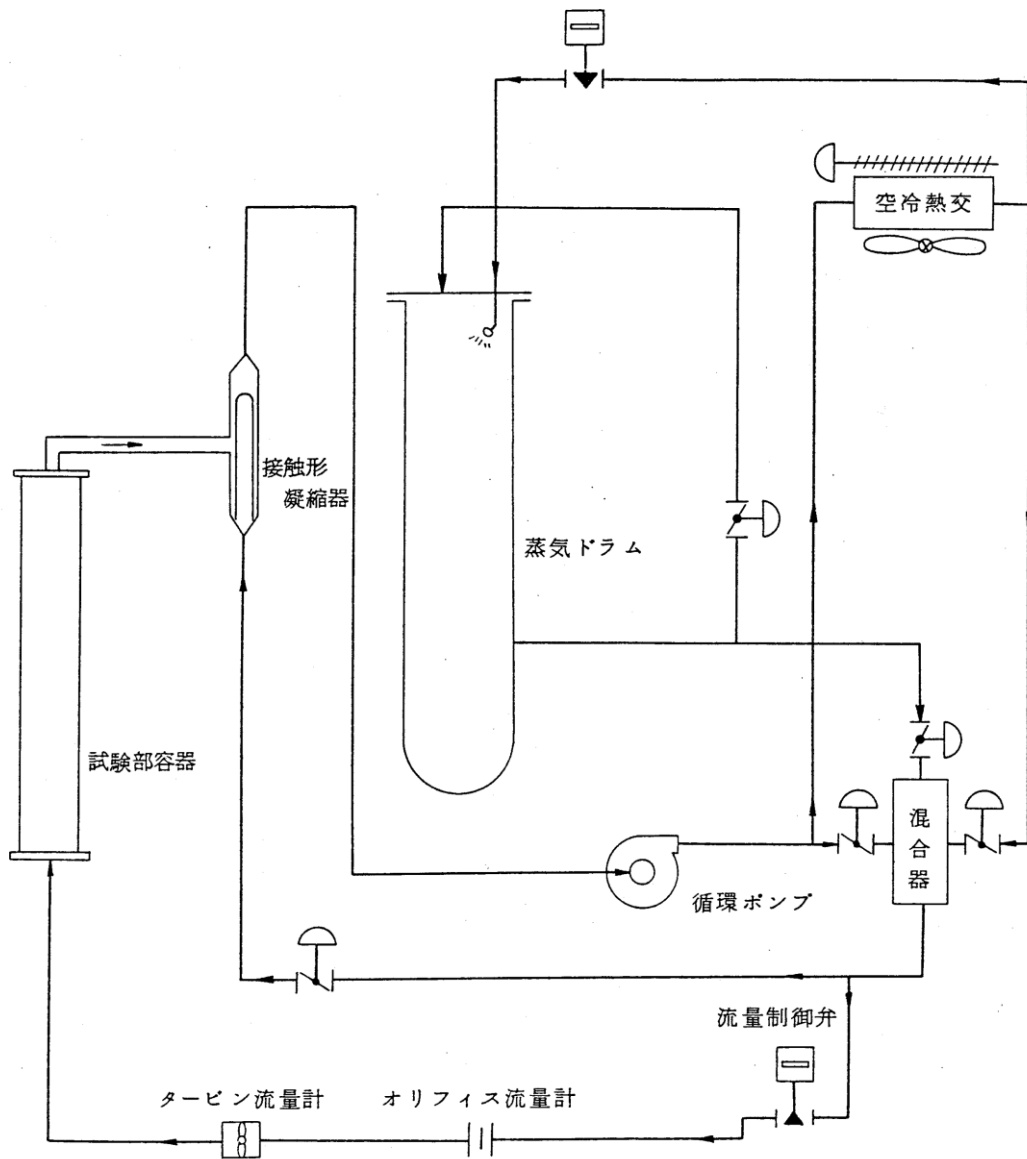 空冷熱交
接触形
凝縮器
蒸気ドラム
試験部容器
混合器
循環ポンプ
流量制御弁
タービン流量計
オリフィス流量計